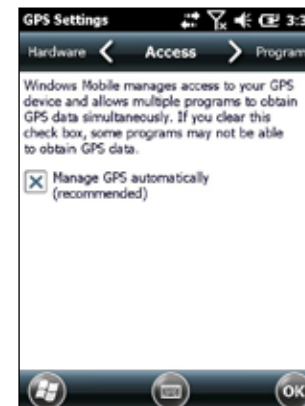 GPS Settings 3:3
Hardware Access Program
Windows Mobile manages access to your GPS
device and allows multiple programs to obtain
GPS data simultaneously. If you clear this
check box, some programs may not be able
to obtain GPS data.
Manage GPS automatically
(recommended)
OK